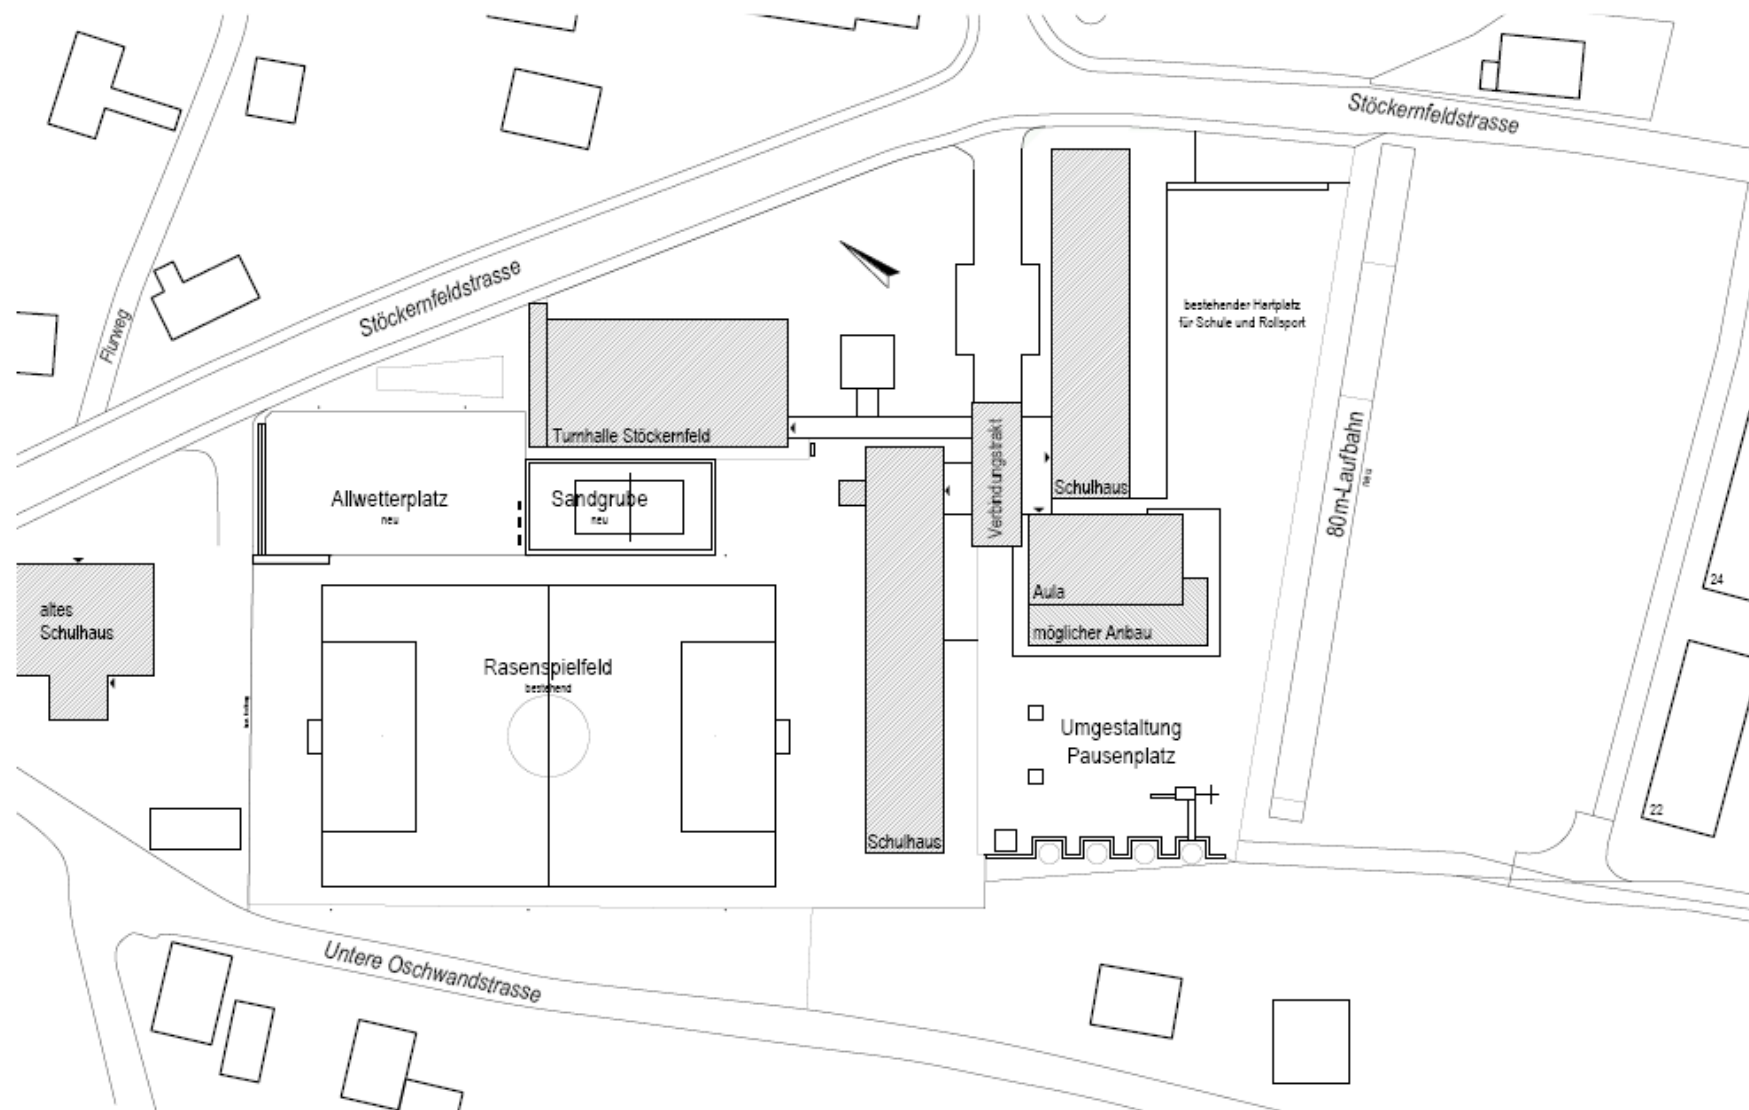 Stöckernfeldstrasse
Stöckernfeldstrasse
Flurweg
bestehender Hartplatz
für Schule und Rollsport
Turnhalle Stöckernfeld
Verbindungstrakt
Schulhaus
80m-Laufbahn
neu
Allwetterplatz
neu
Sandgrube
neu
altes
Schulhaus
Aula
möglicher Anbau
24
Rasenspielfeld
bestehend
Umgestaltung
Pausenplatz
22
Schulhaus
Untere Oschwandstrasse